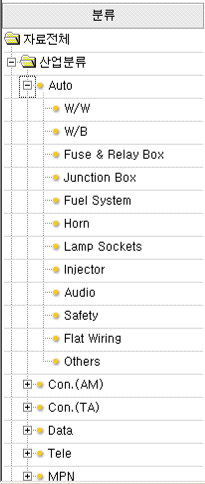 분류
자료전체
산업분류
Auto
W/W
W/B
Fuse & Relay Box
Junction Box
Fuel System
Horn
Lamp Sockets
Injector
Audio
Safety
Flat Wiring
Others
Con.(AM)
Con.(TA)
Data
Tele
MPN